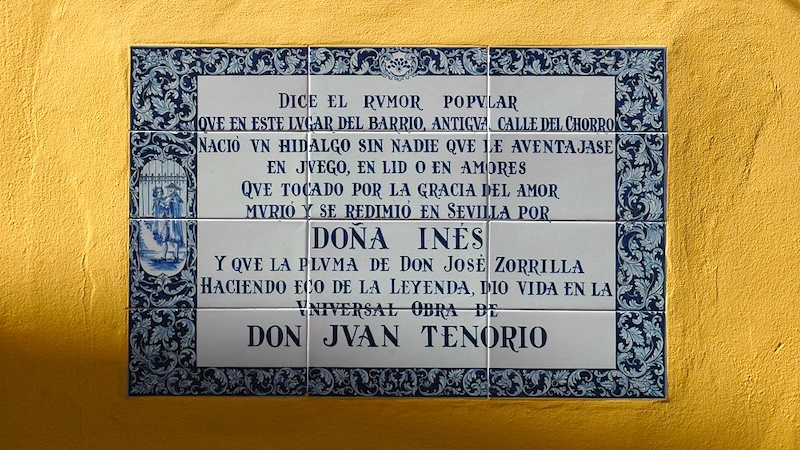 DICE EL RVMOR POPVLAR
QVE EN ESTE LVGAR DEL BARRIO, ANTIGVA CALLE DEL CHORRO
NACIÓ VN HIDALGO SIN NADIE QVE LE AVENTAJASE
EN JVEGO, EN LID O EN AMORES
QVE TOCADO POR LA GRACIA DEL AMOR
MVRIÓ Y SE REDIMIÓ EN SEVILLA POR
DOÑA INÉS
Y QVE LA PLVMA DE DON JOSÉ ZORRILLA
HACIENDO ECO DE LA LEYENDA, DIO VIDA EN LA
VNIVERSAL OBRA DE
DON JVAN TENORIO